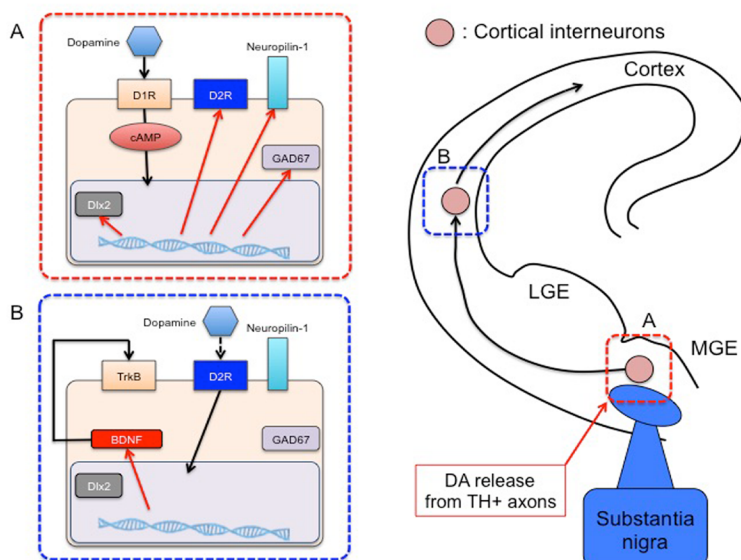 A
Dopamine
Neuropilin-1
D1R
D2R
cAMP
GAD67
Dlx2
B
Dopamine
Neuropilin-1
TrkB
D2R
BDNF
GAD67
Dlx2
: Cortical interneurons
Cortex
B
LGE
A
MGE
DA release
from TH+ axons
Substantia
nigra